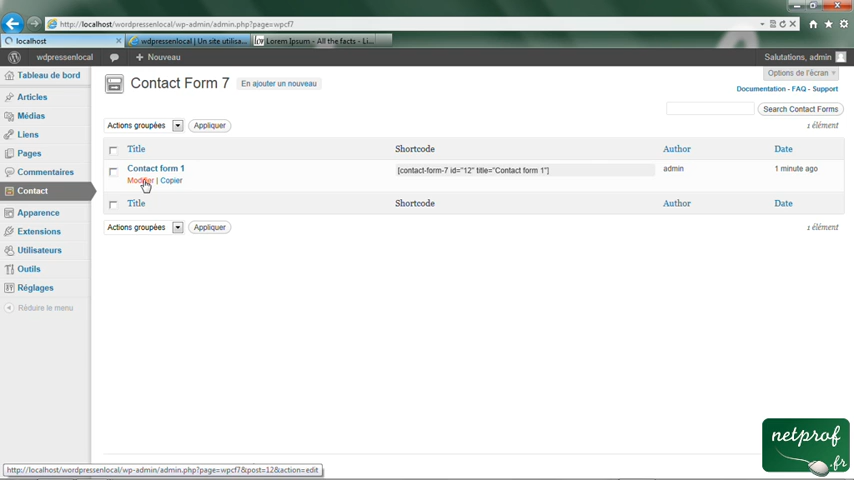 http://localhost/wordpressenlocal/wp-admin/admin.php?page=wpcf7
localhost
wdpressenlocal | Un site utilisa...
Lorem Ipsum - All the facts - Li...
wdpressenlocal
+ Nouveau
Salutations, admin
Tableau de bord
Articles
Médias
Liens
Pages
Commentaires
Contact
Apparence
Extensions
Utilisateurs
Outils
Réglages
Réduire le menu
Options de l'écran
Contact Form 7
En ajouter un nouveau
Documentation - FAQ - Support
Search Contact Forms
Actions groupées
Appliquer
1 élément
Title Shortcode Author Date
Contact form 1 [contact-form-7 id="12" title="Contact form 1"] admin 1 minute ago
Modifier | Copier
Title Shortcode Author Date
Actions groupées
Appliquer
1 élément
netprof
.fr
http://localhost/wordpressenlocal/wp-admin/admin.php?page=wpcf7&post=12&action=edit